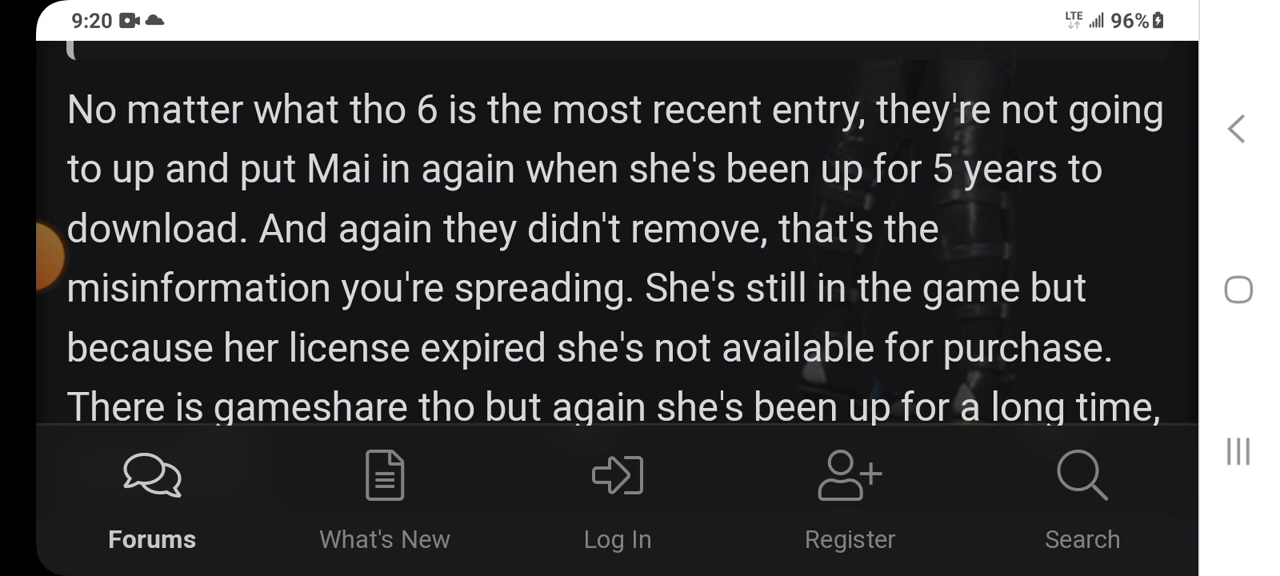 9:20
LTE 96%
No matter what tho 6 is the most recent entry, they're not going
to up and put Mai in again when she's been up for 5 years to
download. And again they didn't remove, that's the
misinformation you're spreading. She's still in the game but
because her license expired she's not available for purchase.
There is gameshare tho but again she's been up for a long time,
Forums What's New Log In Register Search